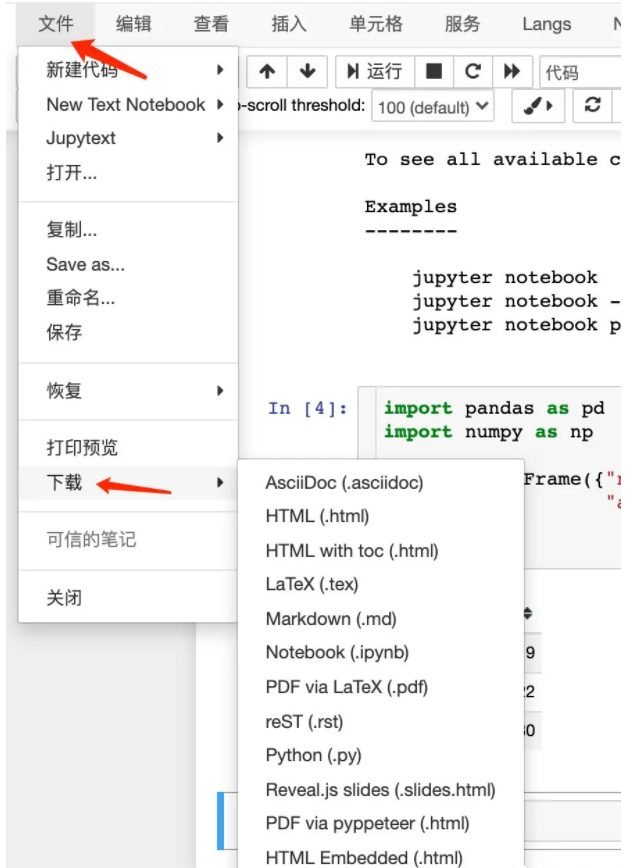 文件 编辑 查看 插入 单元格 服务 Langs
新建代码 运行 代码
New Text Notebook o-scroll threshold: 100 (default)
Jupytext
打开...
To see all available c
复制...
Examples
--------
Save as...
jupyter notebook
重命名...
jupyter notebook -
保存
jupyter notebook p
恢复
In [4]: import pandas as pd
import numpy as np
打印预览
下载
AsciiDoc (.asciidoc)
Frame({"
HTML (.html)
"a
可信的笔记
HTML with toc (.html)
LaTeX (.tex)
关闭
Markdown (.md)
Notebook (.ipynb)
9
PDF via LaTeX (.pdf)
2
reST (.rst)
0
Python (.py)
Reveal.js slides (.slides.html)
PDF via pyppeteer (.html)
HTML Embedded (.html)